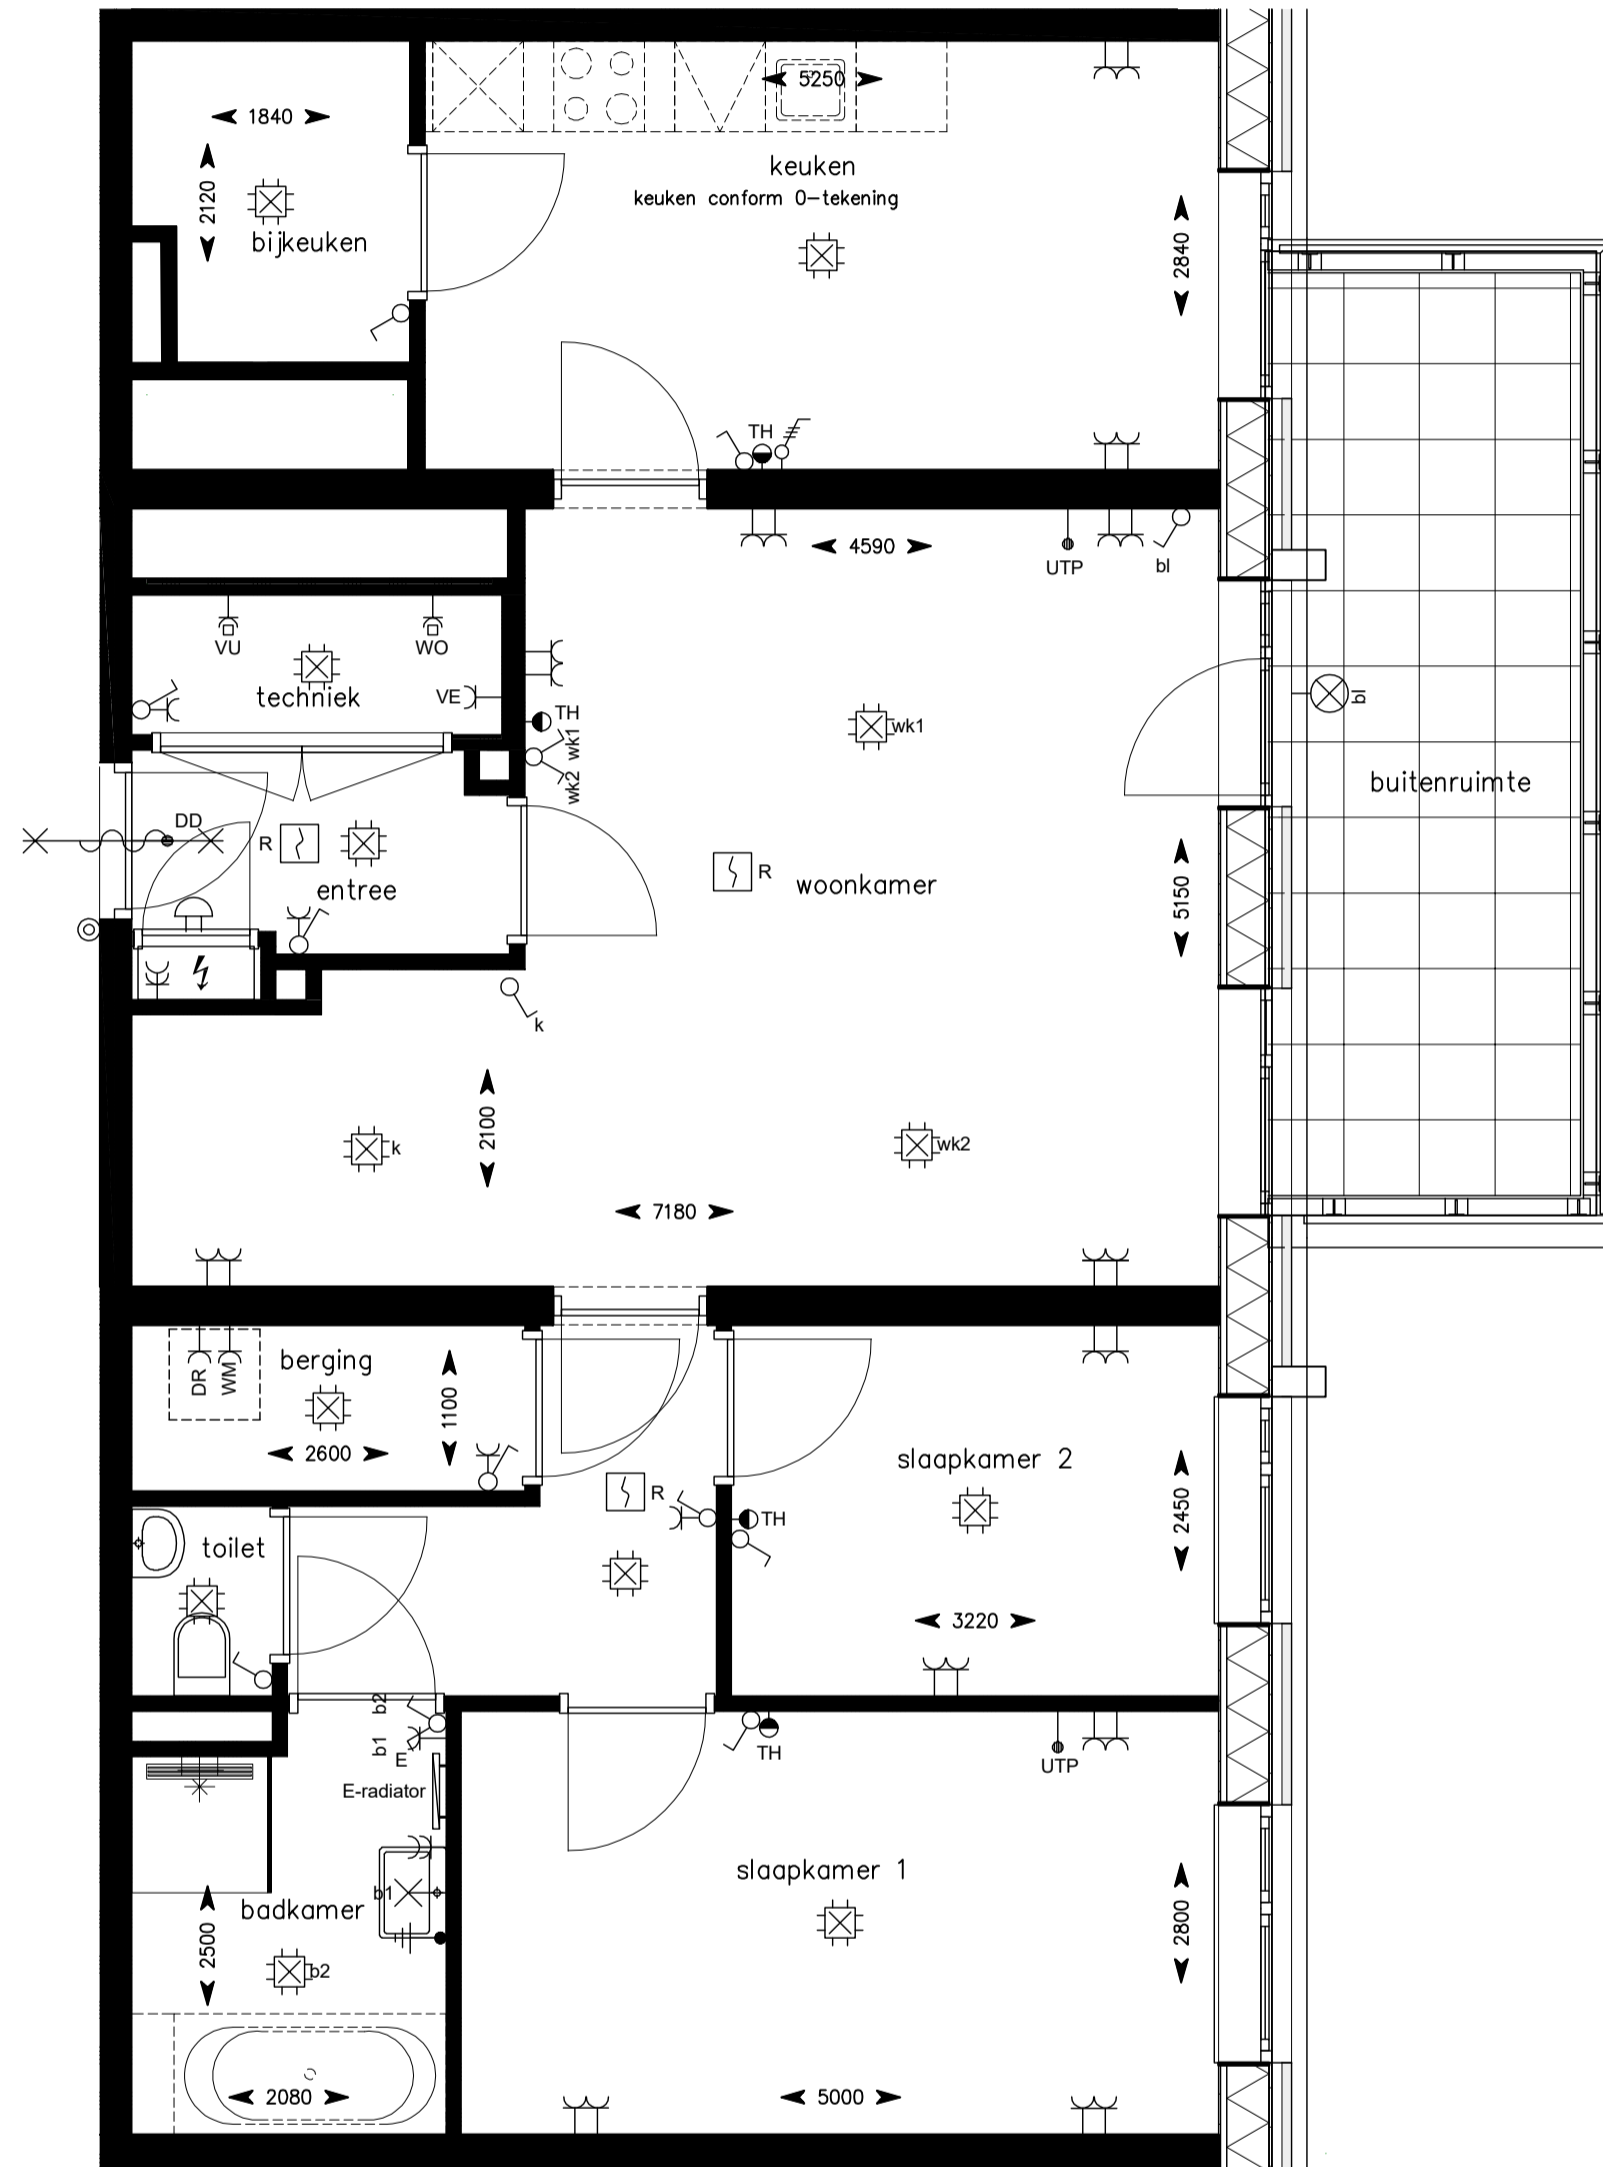 1840
5250
2120
bijkeuken
keuken
keuken conform 0-tekening
2840
TH
4590
UTP
bl
VU
WO
techniek
VE
TH
wk1
wk2
wk1
bl
buitenruimte
DD
R
entree
R
woonkamer
5150
k
k
2100
wk2
7180
DR
WM
berging
1100
2600
slaapkamer 2
R
TH
2450
toilet
3220
b2
b1
E
E-radiator
TH
UTP
slaapkamer 1
b1
badkamer
2500
b2
2800
2080
5000